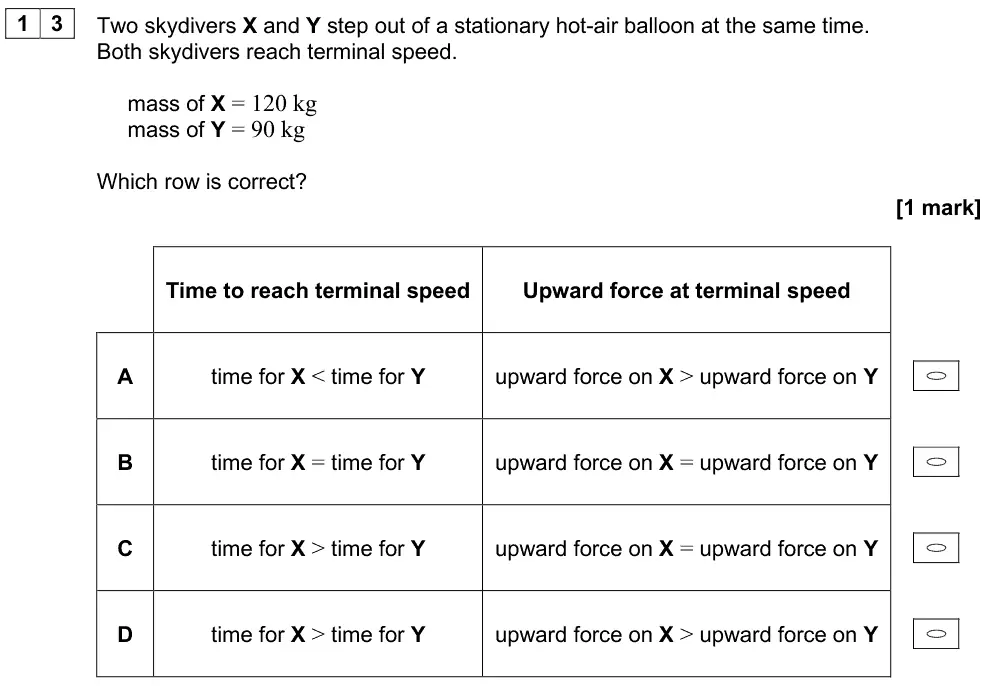 1 3 Two skydivers X and Y step out of a stationary hot-air balloon at the same time.
Both skydivers reach terminal speed.
mass of X = 120 kg
mass of Y = 90 kg
Which row is correct?
[1 mark]
Time to reach terminal speed Upward force at terminal speed
A time for X < time for Y upward force on X > upward force on Y
B time for X = time for Y upward force on X = upward force on Y
C time for X > time for Y upward force on X = upward force on Y
D time for X > time for Y upward force on X > upward force on Y